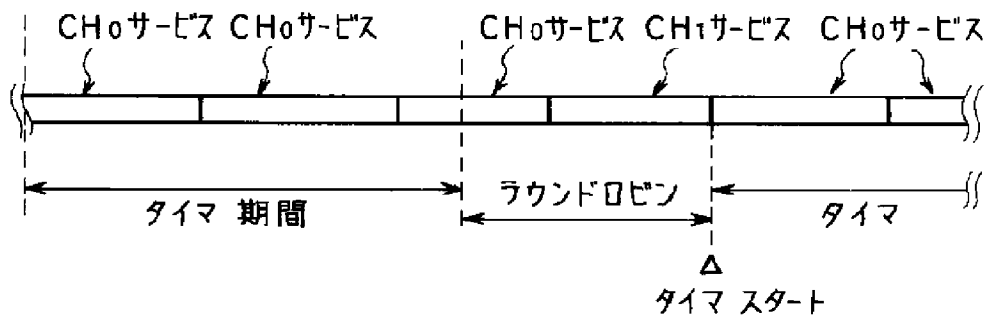 CH0サービス CH0サービス CH0サービス CH1サービス CH0サービス
タイマ 期間 ラウンドロビン タイマ
タイマ スタート